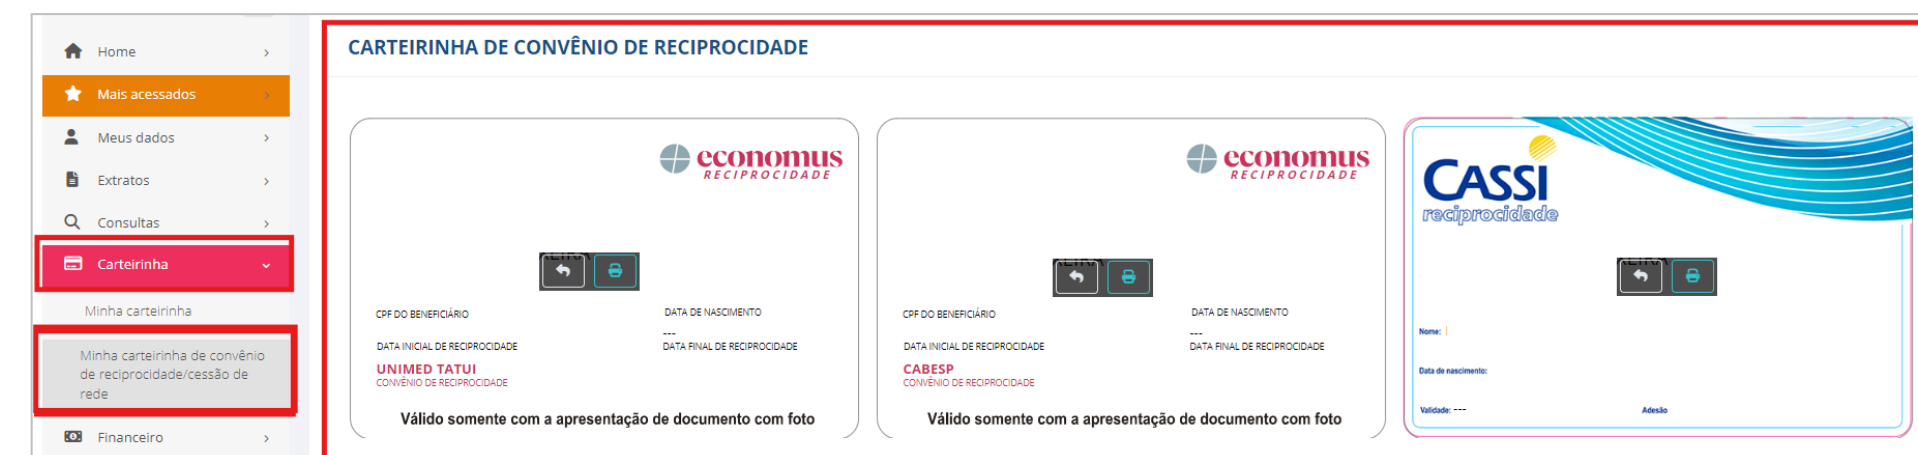 Home
Mais acessados
Meus dados
Extratos
Consultas
Carteirinha
Minha carteirinha
Minha carteirinha de convênio
de reciprocidade/cessão de
rede
Financeiro
CARTEIRINHA DE CONVÊNIO DE RECIPROCIDADE
economus
RECIPROCIDADE
CPF DO BENEFICIÁRIO
DATA DE NASCIMENTO
---
DATA INICIAL DE RECIPROCIDADE
DATA FINAL DE RECIPROCIDADE
UNIMED TATUI
CONVÊNIO DE RECIPROCIDADE
Válido somente com a apresentação de documento com foto
economus
RECIPROCIDADE
CPF DO BENEFICIÁRIO
DATA DE NASCIMENTO
---
DATA INICIAL DE RECIPROCIDADE
DATA FINAL DE RECIPROCIDADE
CABESP
CONVÊNIO DE RECIPROCIDADE
Válido somente com a apresentação de documento com foto
CASSI
reciprocidade
Nome:
Data de nascimento:
Validade: ---
Adesão